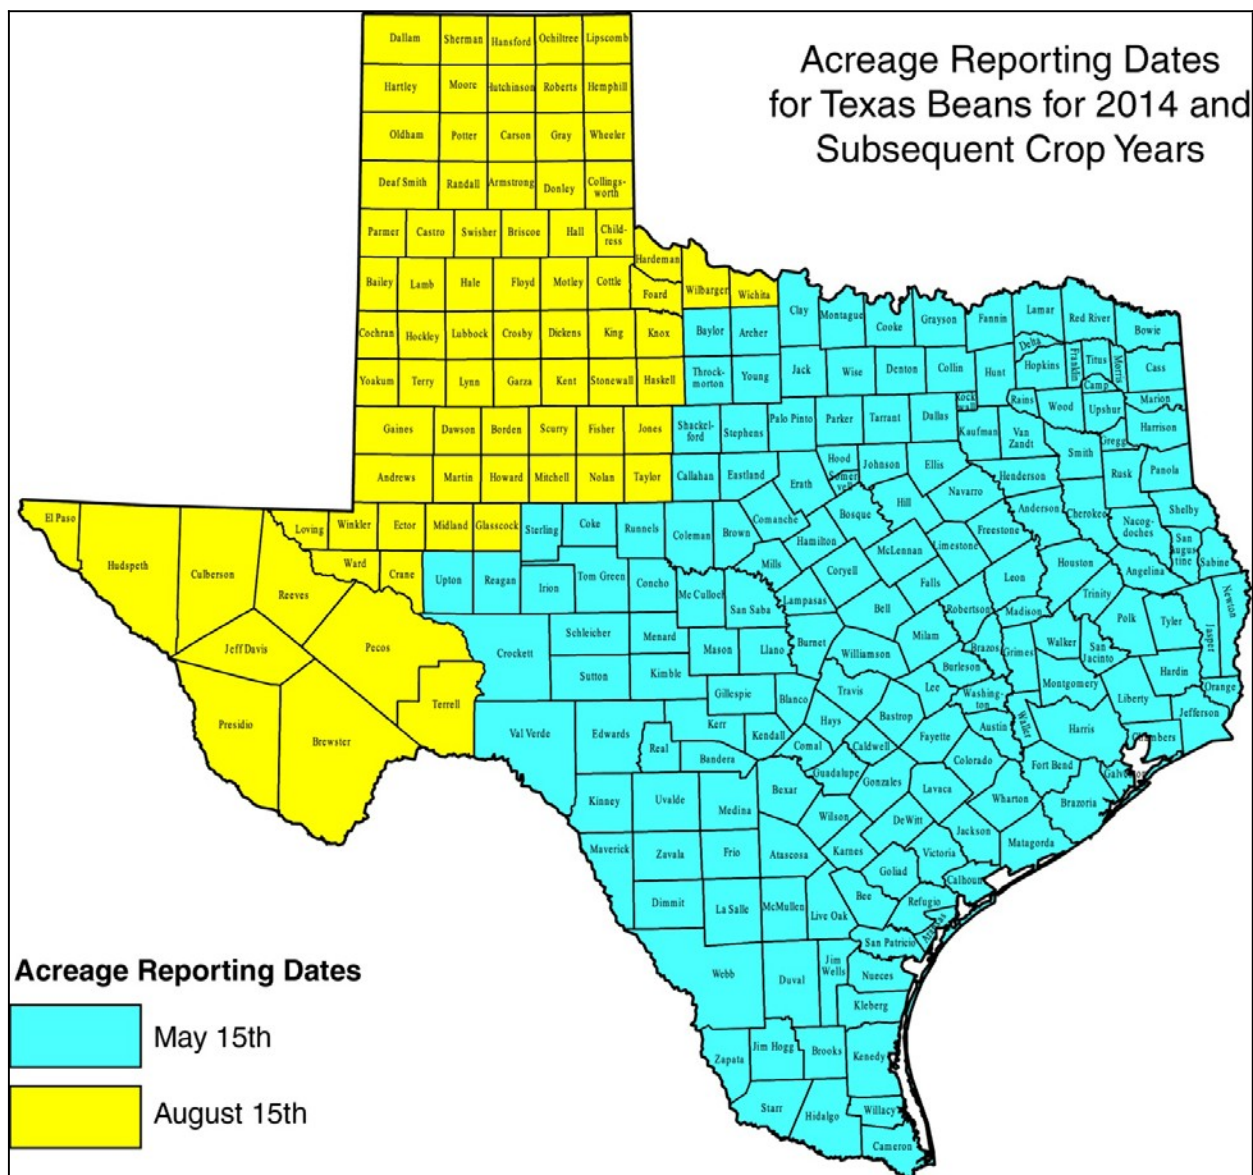 Acreage Reporting Dates
for Texas Beans for 2014 and
Subsequent Crop Years
Dallam Sherman Hansford Ochiltree Lipscomb
Hartley Moore Hutchinson Roberts Hemphill
Oldham Potter Carson Gray Wheeler
Deaf Smith Randall Armstrong Donley Collings-
worth
Parmer Castro Swisher Briscoe Hall Child-
ress
Hardeman
Bailey Lamb Hale Floyd Motley Cottle Foard Wilbarger Wichita
Clay Montague Cooke Grayson Fannin Lamar Red River Bowie
Cochran Hockley Lubbock Crosby Dickens King Knox Baylor Archer
Delta Hopkins Franklin Titus Morris Cass
Yoakum Terry Lynn Garza Kent Stonewall Haskell Throck-
morton Young Jack Wise Denton Collin Hunt Camp
Rock
wall Rains Wood Upshur Marion
Gaines Dawson Borden Scurry Fisher Jones Shackel-
ford Stephens Palo Pinto Parker Tarrant Dallas Kaufman Van
Zandt Gregg Harrison
Smith
Andrews Martin Howard Mitchell Nolan Taylor Callahan Eastland Erath Hood Somer
vell Johnson Ellis Henderson Rusk Panola
Navarro
El Paso Loving Winkler Ector Midland Glasscock Sterling Coke Runnels Coleman Brown Comanche Bosque Hill Freestone Anderson Cherokee Nacog-
doches Shelby
San
Augus
tine Sabine
Hudspeth Culberson Reeves Ward Crane Upton Reagan Irion Tom Green Concho Mc Culloch San Saba Mills Hamilton Coryell McLennan Limestone Falls Leon Houston Angelina
Lampasas Bell Robertson Madison Trinity Polk Tyler Jasper Newton
Jeff Davis Pecos Crockett Schleicher Menard Mason Llano Burnet Williamson Milam Brazos Grimes Walker San
Jacinto Hardin
Sutton Kimble Burleson Montgomery Liberty Orange
Presidio Brewster Terrell Gillespie Blanco Travis Lee Washing-
ton Jefferson
Val Verde Edwards Real Kerr Kendall Hays Bastrop Fayette Austin Waller Harris Chambers
Bandera Comal Caldwell Colorado Fort Bend
Guadalupe Galveston
Kinney Uvalde Medina Bexar Gonzales Lavaca Wharton Brazoria
Wilson DeWitt
Maverick Zavala Frio Atascosa Karnes Jackson Matagorda
Victoria
Goliad Calhoun
Dimmit La Salle McMullen Live Oak Bee Refugio
Aransas
San Patricio
Webb Duval Jim
Wells Nueces
Kleberg
Zapata Jim Hogg Brooks Kenedy
Starr Hidalgo Willacy
Cameron
Acreage Reporting Dates
May 15th
August 15th